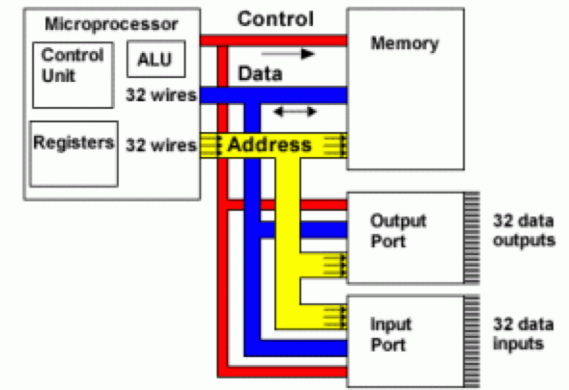 Microprocessor
Control
Unit
ALU
32 wires
Registers
32 wires
Control
Data
Address
Memory
Output
Port
32 data
outputs
Input
Port
32 data
inputs